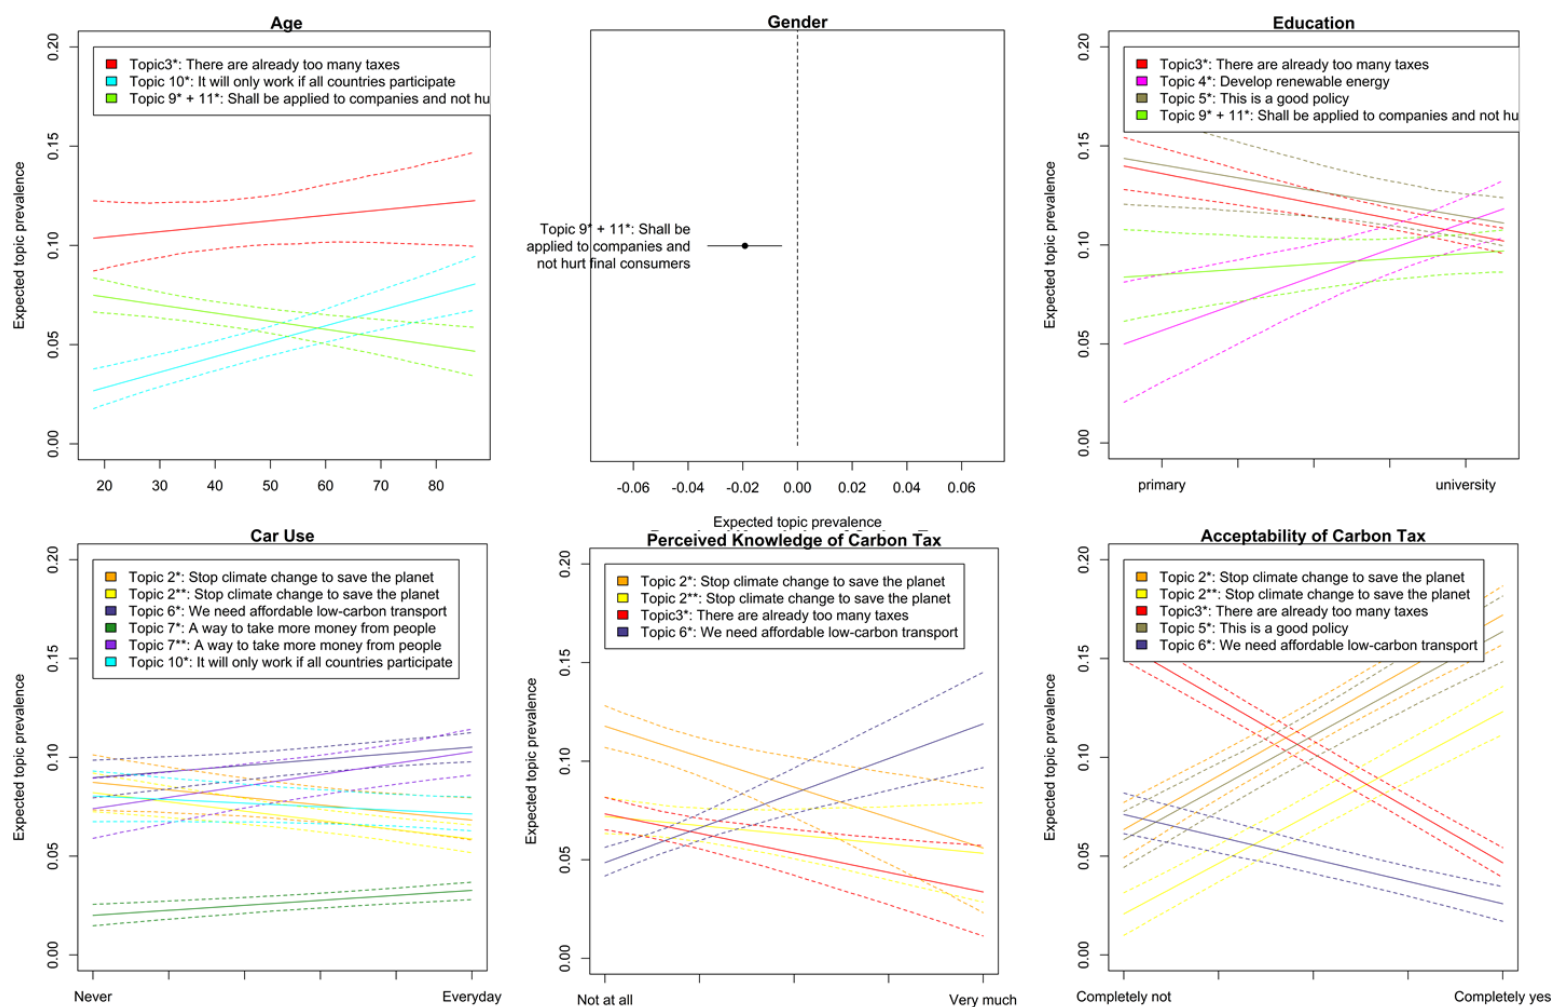 Age
Expected topic prevalence
0.20
0.15
0.10
0.05
0.00
Topic3*: There are already too many taxes
Topic 10*: It will only work if all countries participate
Topic 9* + 11*: Shall be applied to companies and not hu
20 30 40 50 60 70 80
Gender
Topic 9* + 11*: Shall be
applied to companies and
not hurt final consumers
-0.06 -0.04 -0.02 0.00 0.02 0.04 0.06
Expected topic prevalence
Education
Expected topic prevalence
0.20
0.15
0.10
0.05
0.00
Topic3*: There are already too many taxes
Topic 4*: Develop renewable energy
Topic 5*: This is a good policy
Topic 9* + 11*: Shall be applied to companies and not hu
primary university
Car Use
Expected topic prevalence
0.20
0.15
0.10
0.05
0.00
Topic 2*: Stop climate change to save the planet
Topic 2**: Stop climate change to save the planet
Topic 6*: We need affordable low-carbon transport
Topic 7*: A way to take more money from people
Topic 7**: A way to take more money from people
Topic 10*: It will only work if all countries participate
Never Everyday
Perceived Knowledge of Carbon Tax
Expected topic prevalence
0.20
0.15
0.10
0.05
0.00
Topic 2*: Stop climate change to save the planet
Topic 2**: Stop climate change to save the planet
Topic3*: There are already too many taxes
Topic 6*: We need affordable low-carbon transport
Not at all Very much
Acceptability of Carbon Tax
Expected topic prevalence
0.20
0.15
0.10
0.05
0.00
Topic 2*: Stop climate change to save the planet
Topic 2**: Stop climate change to save the planet
Topic3*: There are already too many taxes
Topic 5*: This is a good policy
Topic 6*: We need affordable low-carbon transport
Completely not Completely yes